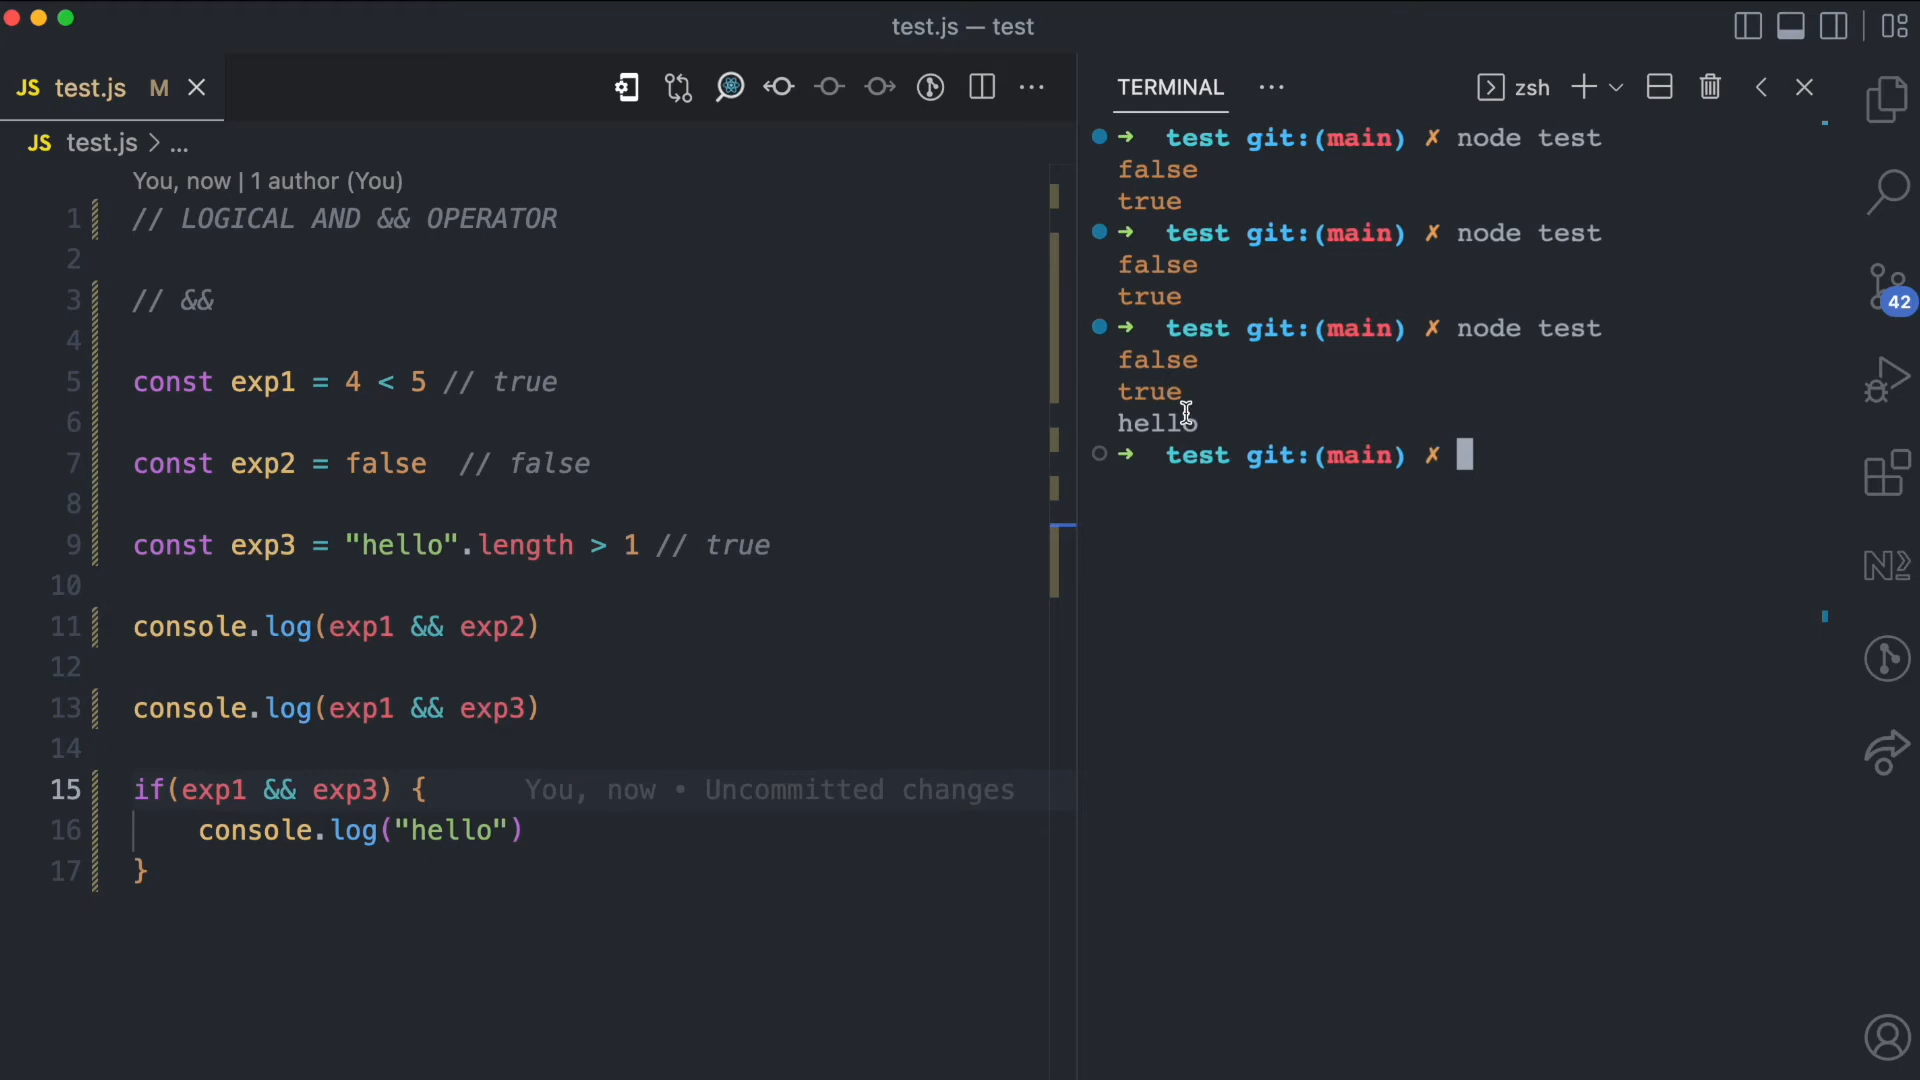 test.js — test
JS test.js M
JS test.js > ...
You, now | 1 author (You)
1 // LOGICAL AND && OPERATOR
2
3 // &&
4
5 const exp1 = 4 < 5 // true
6
7 const exp2 = false // false
8
9 const exp3 = "hello".length > 1 // true
10
11 console.log(exp1 && exp2)
12
13 console.log(exp1 && exp3)
14
15 if(exp1 && exp3) { You, now • Uncommitted changes
16 console.log("hello")
17 }
TERMINAL ... zsh
➜ test git:(main) ✗ node test
false
true
➜ test git:(main) ✗ node test
false
true
➜ test git:(main) ✗ node test
false
true
hello
➜ test git:(main) ✗
42